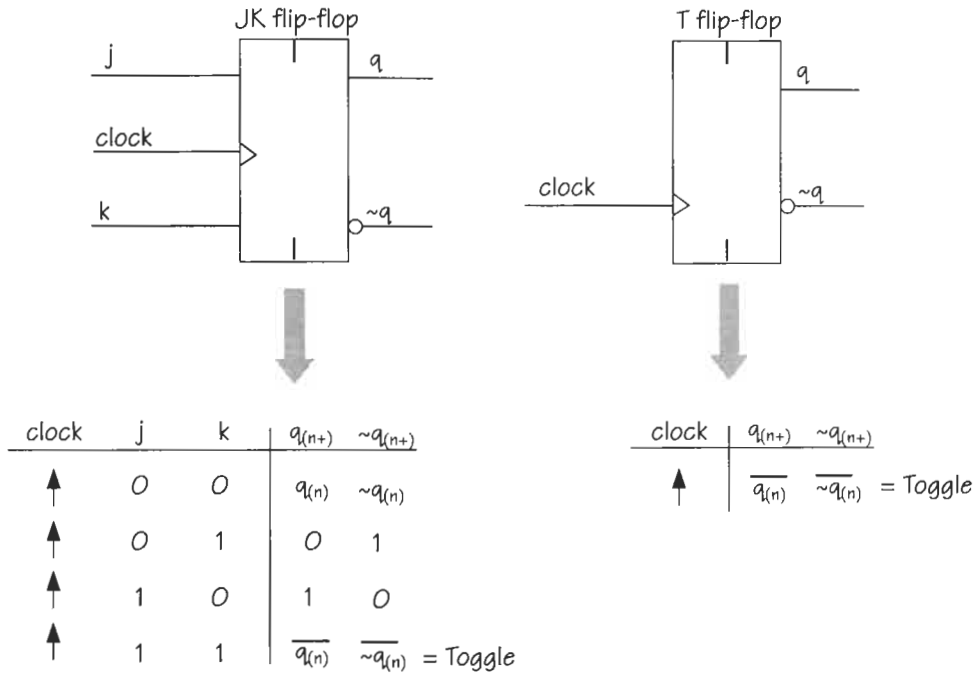 JK flip-flop
j
q
clock
k
~q
T flip-flop
q
clock
~q
clock j k q(n+) ~q(n+)
0 0 q(n) ~q(n)
0 1 0 1
1 0 1 0
1 1 q(n) ~q(n) = Toggle
clock q(n+) ~q(n+)
q(n) ~q(n) = Toggle